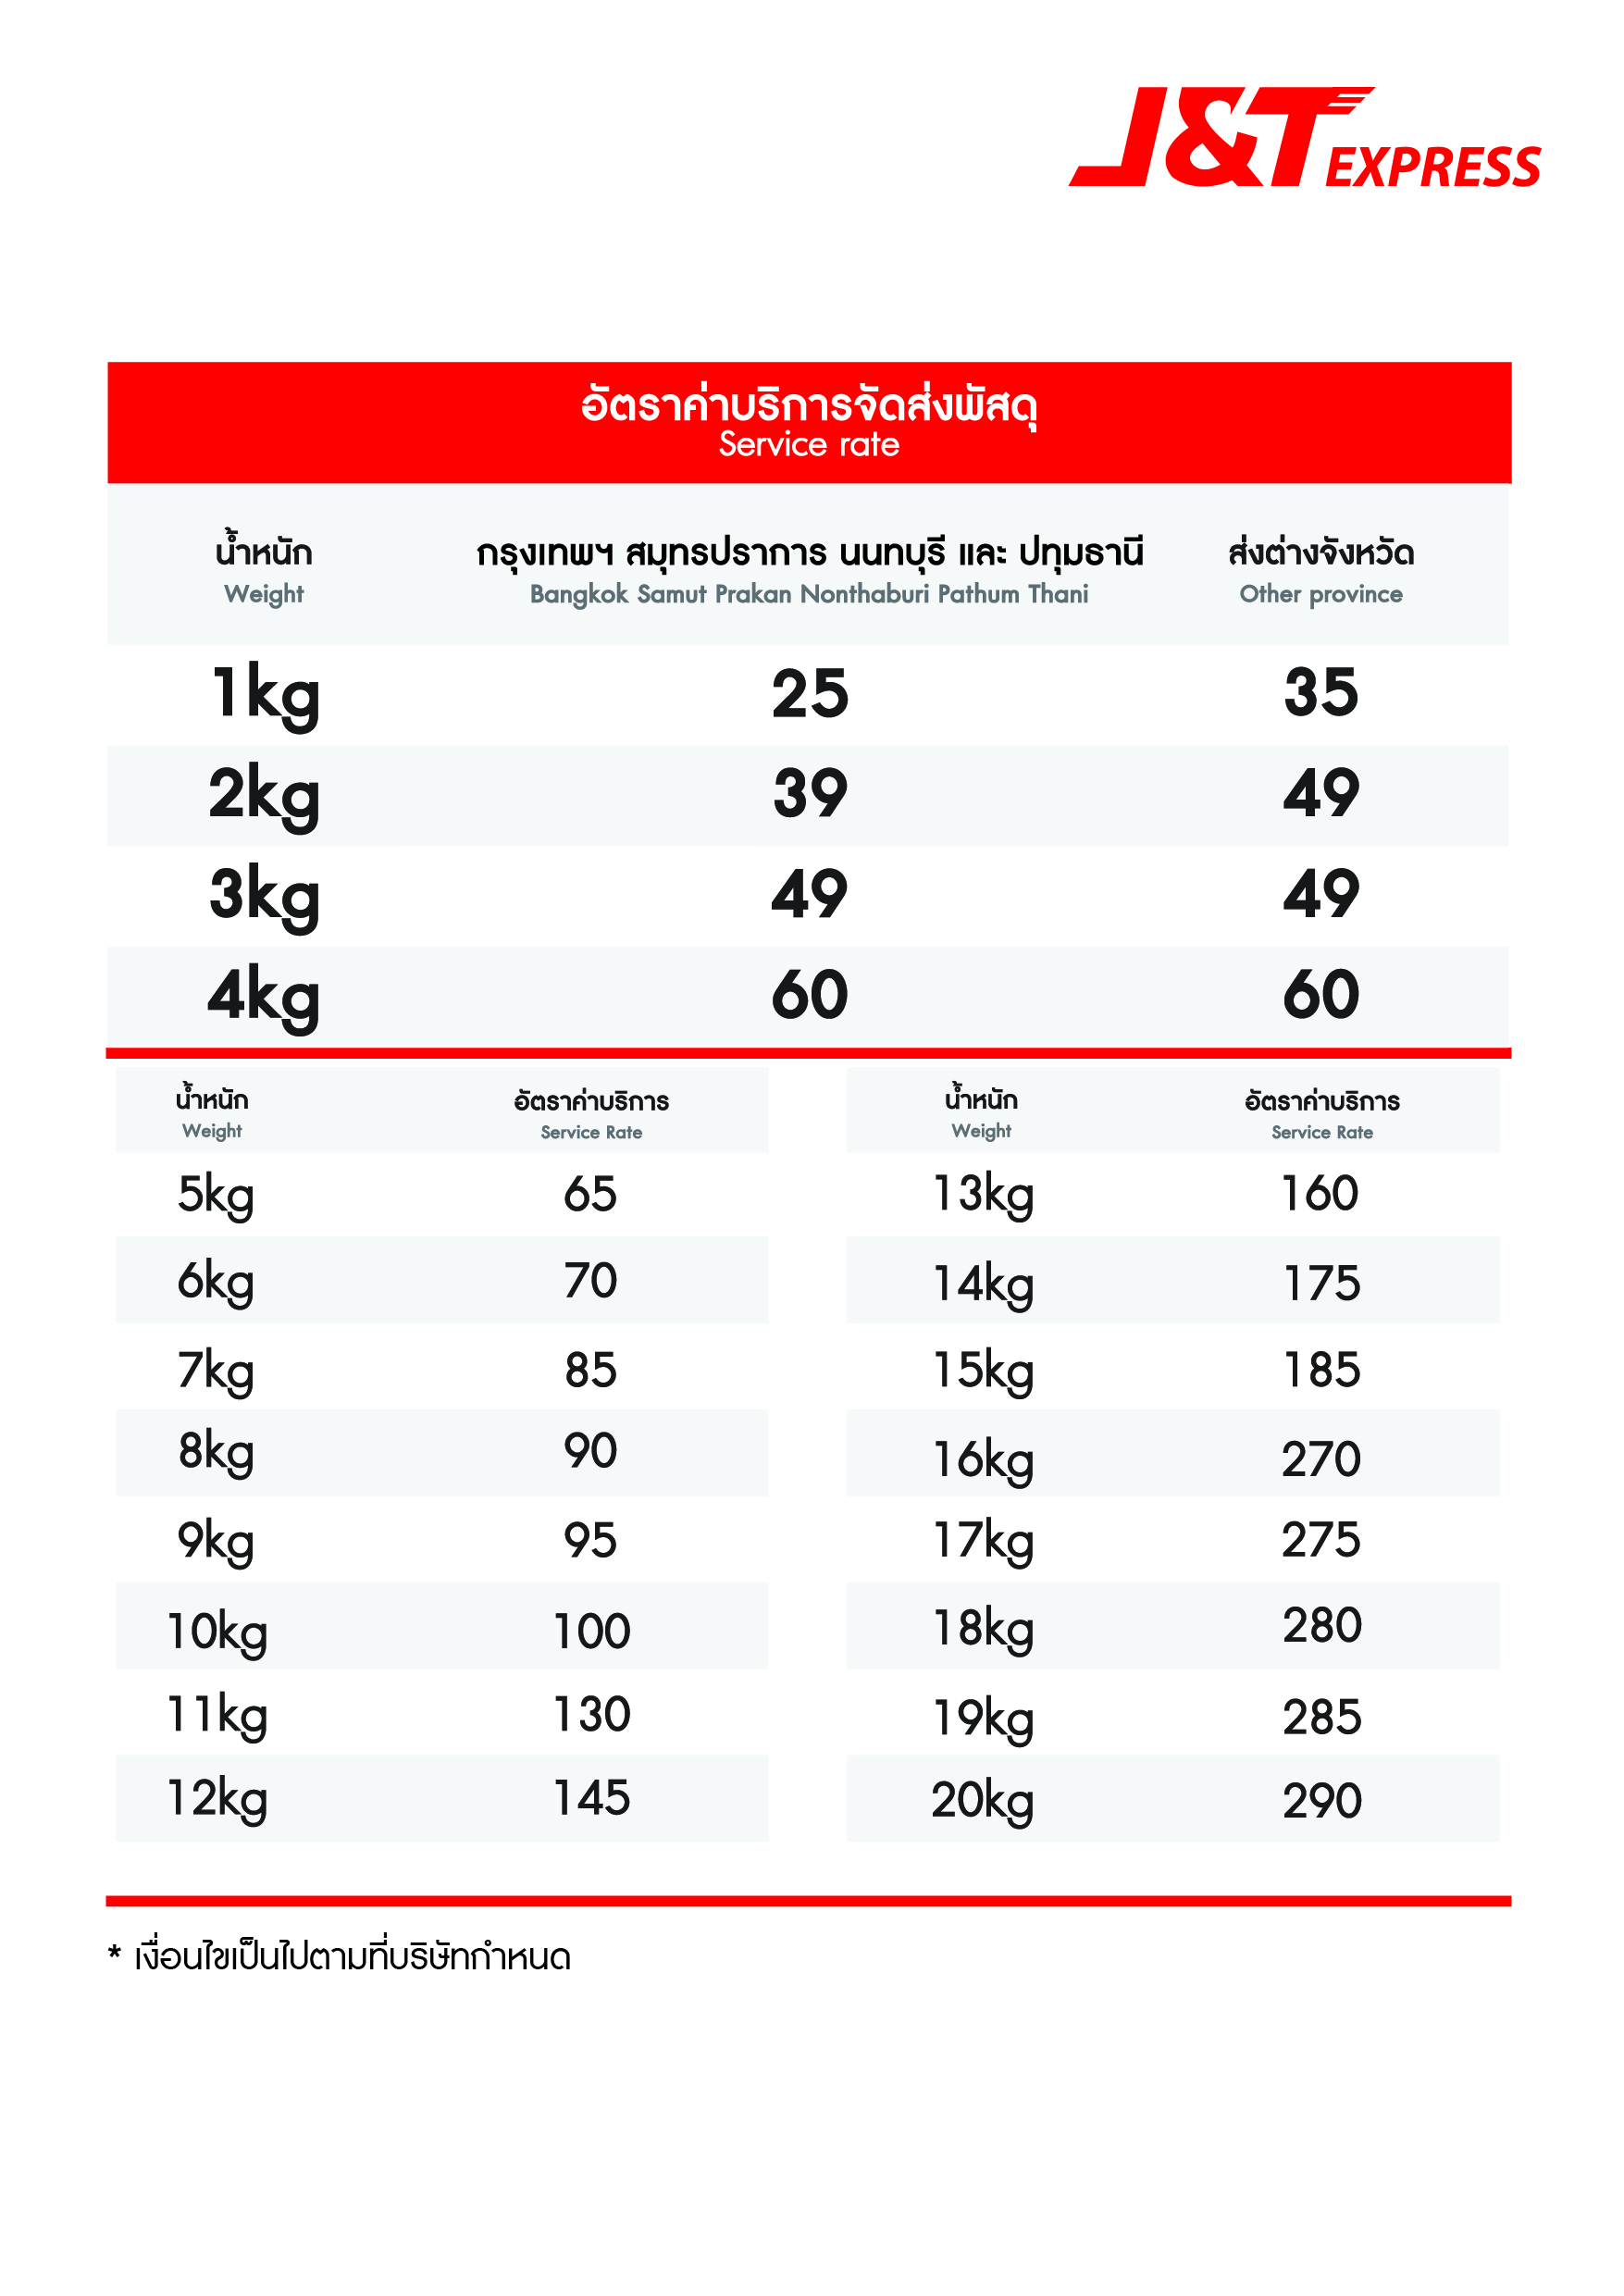 J&T EXPRESS
อัตราค่าบริการจัดส่งพัสดุ
Service rate
น้ำหนัก กรุงเทพฯ สมุทรปราการ นนทบุรี และ ปทุมธานี ส่งต่างจังหวัด
Weight Bangkok Samut Prakan Nonthaburi Pathum Thani Other province
1kg 25 35
2kg 39 49
3kg 49 49
4kg 60 60
น้ำหนัก อัตราค่าบริการ น้ำหนัก อัตราค่าบริการ
Weight Service Rate Weight Service Rate
5kg 65 13kg 160
6kg 70 14kg 175
7kg 85 15kg 185
8kg 90 16kg 270
9kg 95 17kg 275
10kg 100 18kg 280
11kg 130 19kg 285
12kg 145 20kg 290
* เงื่อนไขเป็นไปตามที่บริษัทกำหนด